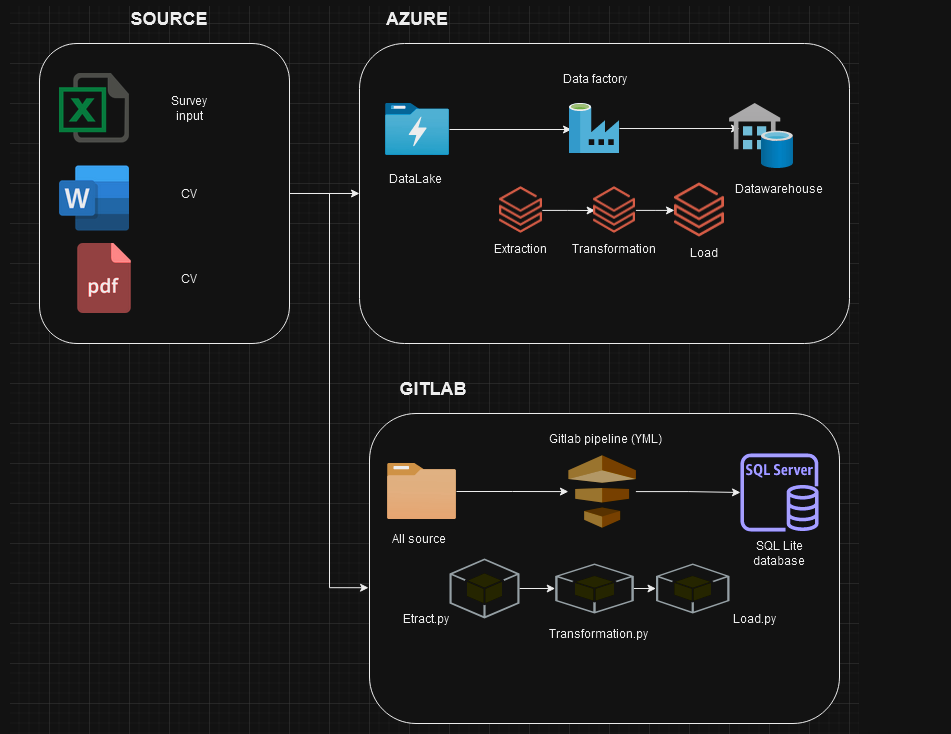 SOURCE
Survey
input
X
W
CV
pdf
CV
AZURE
Data factory
DataLake
Datawarehouse
Extraction
Transformation
Load
GITLAB
Gitlab pipeline (YML)
SQL Server
All source
SQL Lite
database
Etract.py
Transformation.py
Load.py